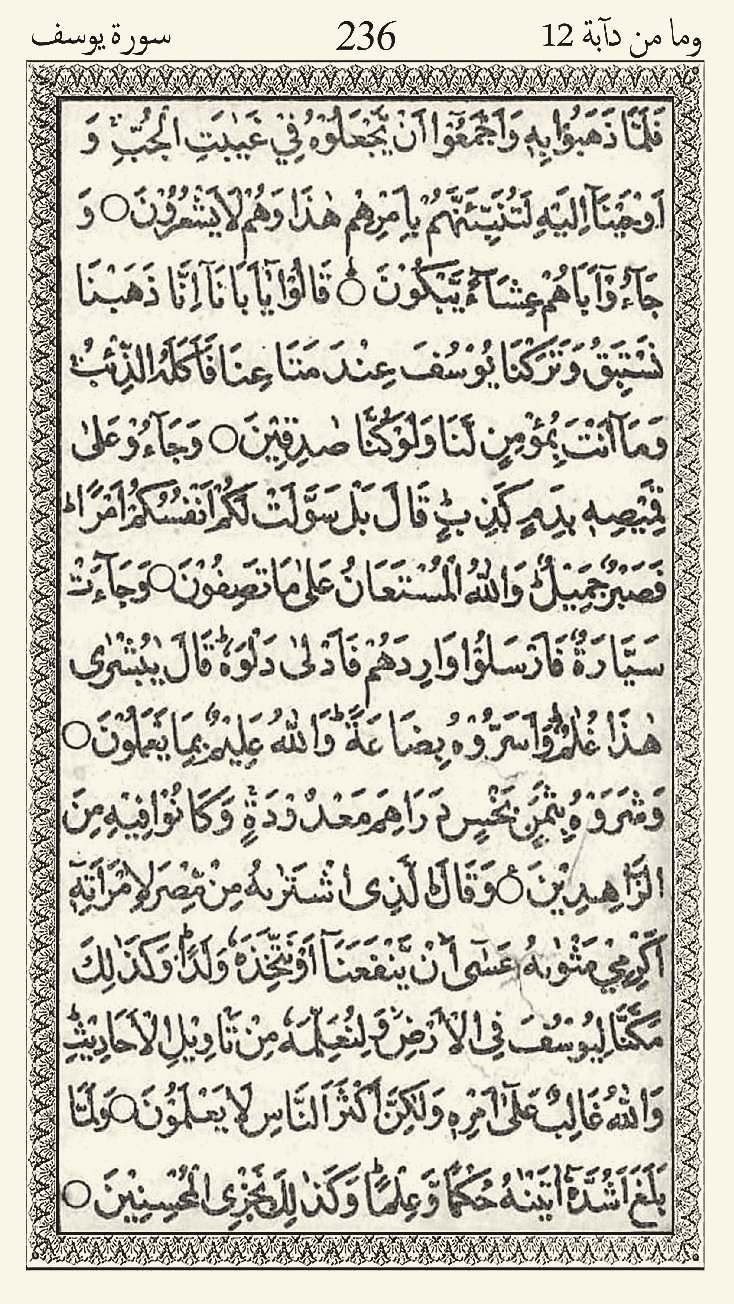 وما من دآبة 12 236 سورة يوسف
فَلَمَّا ذَهَبُوْا بِهٖ وَاَجْمَعُوْٓا اَنْ يَّجْعَلُوْهُ فِيْ غَيٰبَتِ الْجُبِّ ۚ وَ
اَوْحَيْنَآ اِلَيْهِ لَتُنَبِّئَنَّهُمْ بِاَمْرِهِمْ هٰذَا وَهُمْ لَا يَشْعُرُوْنَ ○ وَ
جَآءُوْٓ اَبَاهُمْ عِشَآءً يَّبْكُوْنَ ○ؕ قَالُوْا يٰٓاَبَانَآ اِنَّا ذَهَبْنَا
نَسْتَبِقُ وَتَرَكْنَا يُوْسُفَ عِنْدَ مَتَاعِنَا فَاَكَلَهُ الذِّئْبُ ۚ
وَمَآ اَنْتَ بِمُؤْمِنٍ لَّنَا وَلَوْ كُنَّا صٰدِقِيْنَ ○ وَجَآءُوْ عَلٰى
قَمِيْصِهٖ بِدَمٍ كَذِبٍ ؕ قَالَ بَلْ سَوَّلَتْ لَكُمْ اَنْفُسُكُمْ اَمْرًا ؕ
فَصَبْرٌ جَمِيْلٌ ؕ وَاللّٰهُ الْمُسْتَعَانُ عَلٰى مَا تَصِفُوْنَ ○ وَجَآءَتْ
سَيَّارَةٌ فَاَرْسَلُوْا وَارِدَهُمْ فَاَدْلٰى دَلْوَهٗ ؕ قَالَ يٰبُشْرٰى
هٰذَا غُلٰمٌ ؕ وَاَسَرُّوْهُ بِضَاعَةً ؕ وَاللّٰهُ عَلِيْمٌۢ بِمَا يَعْمَلُوْنَ ○
وَشَرَوْهُ بِثَمَنٍۢ بَخْسٍ دَرَاهِمَ مَعْدُوْدَةٍ ۚ وَكَانُوْا فِيْهِ مِنَ
الزَّاهِدِيْنَ ○ وَقَالَ الَّذِى اشْتَرٰىهُ مِنْ مِّصْرَ لِامْرَاَتِهٖٓ
اَكْرِمِيْ مَثْوٰىهُ عَسٰٓى اَنْ يَّنْفَعَنَآ اَوْ نَتَّخِذَهٗ وَلَدًا ؕ وَكَذٰلِكَ
مَكَّنَّا لِيُوْسُفَ فِى الْاَرْضِ ۫ وَلِنُعَلِّمَهٗ مِنْ تَاْوِيْلِ الْاَحَادِيْثِ ؕ
وَاللّٰهُ غَالِبٌ عَلٰٓى اَمْرِهٖ وَلٰكِنَّ اَكْثَرَ النَّاسِ لَا يَعْلَمُوْنَ ○ وَلَمَّا
بَلَغَ اَشُدَّهٗٓ اٰتَيْنٰهُ حُكْمًا وَّعِلْمًا ؕ وَكَذٰلِكَ نَجْزِى الْمُحْسِنِيْنَ ○